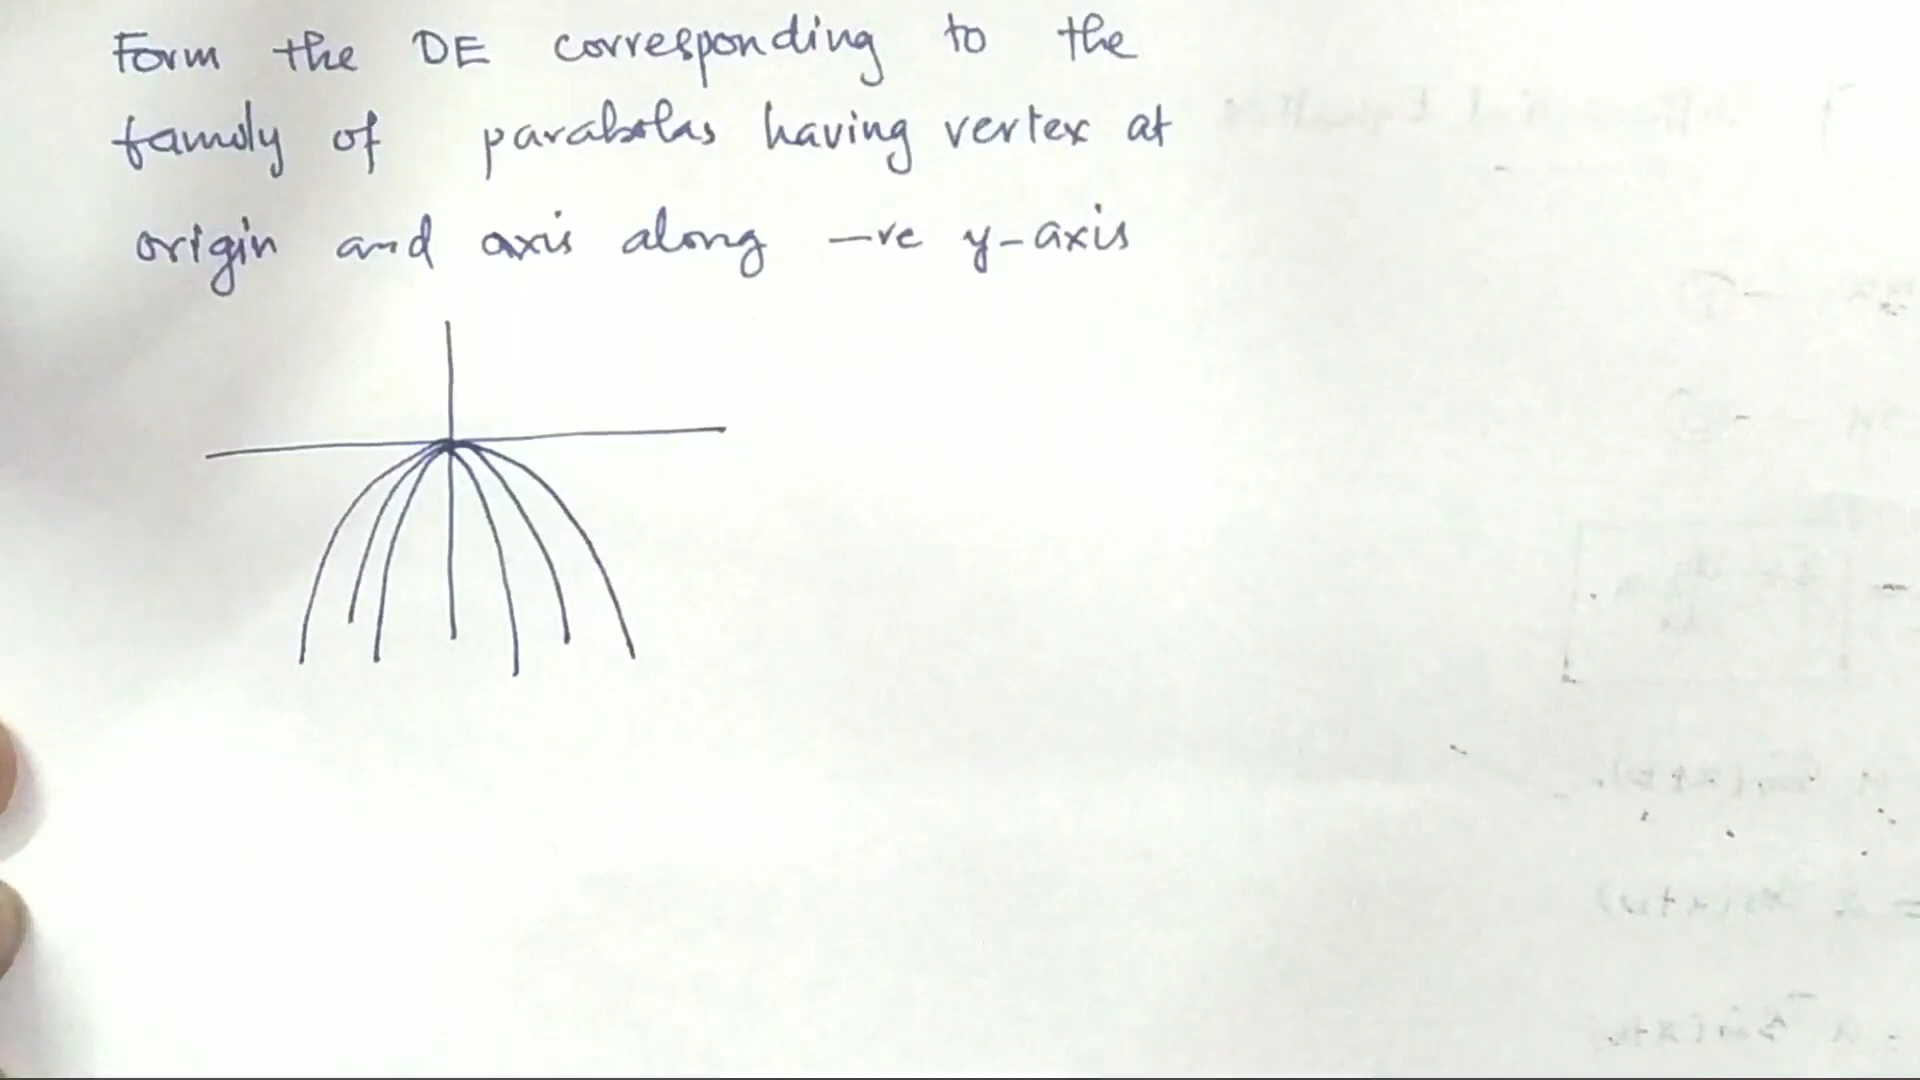 Form the DE corresponding to the
family of parabolas having vertex at
origin and axis along -ve y-axis